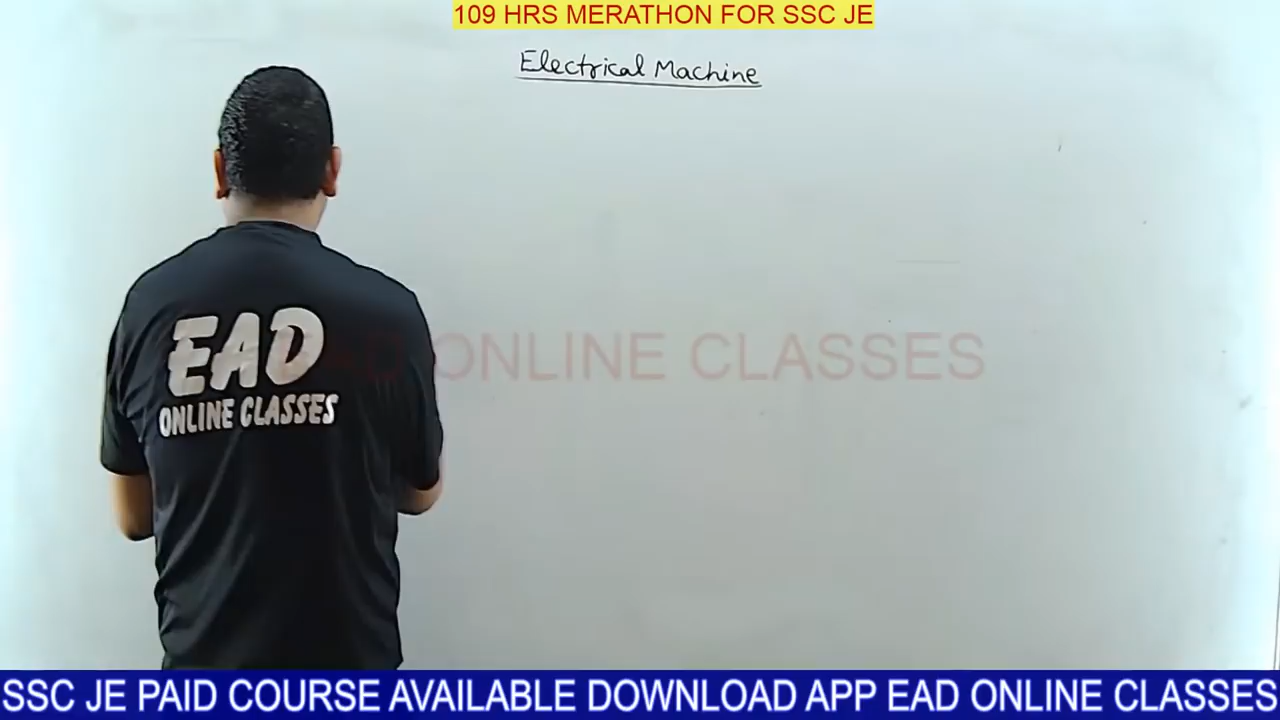 109 HRS MERATHON FOR SSC JE
Electrical Machine
EAD
ONLINE CLASSES
EAD ONLINE CLASSES
SSC JE PAID COURSE AVAILABLE DOWNLOAD APP EAD ONLINE CLASSES